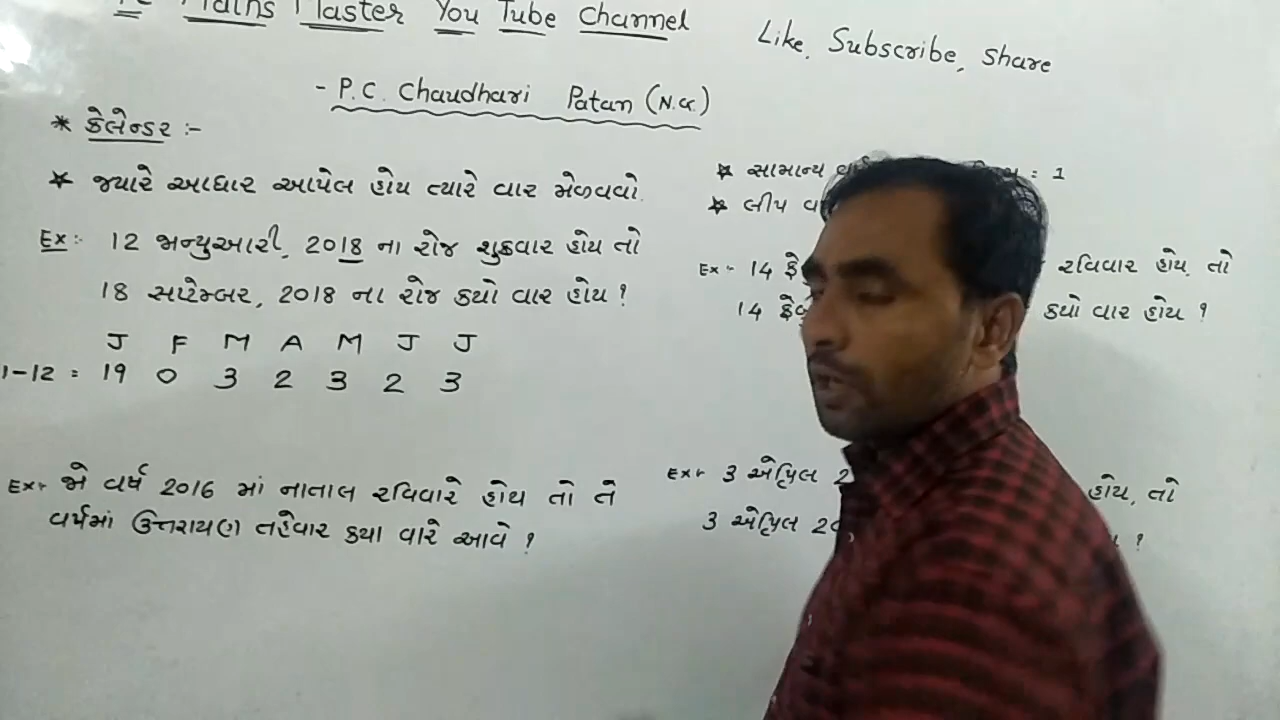 Maths Master You Tube Channel
Like, Subscribe, Share
- P.C. Chaudhari Patan (N.G.)
* કેલેન્ડર :-
* જ્યારે આધાર આપેલ હોય ત્યારે વાર મેળવવો.
Ex:- 12 જાન્યુઆરી, 2018 ના રોજ શુક્રવાર હોય તો
18 સપ્ટેમ્બર, 2018 ના રોજ કયો વાર હોય ?
J F M A M J J
1-12 = 19 0 3 2 3 2 3
Ex:- જો વર્ષ 2016 માં નાતાલ રવિવારે હોય તો તે
વર્ષમાં ઉત્તરાયણ તહેવાર કયા વારે આવે ?
* સામાન્ય : 1
* લીપ
Ex:- 14 રવિવાર હોય, તો
14 કયો વાર હોય ?
Ex:- 3 એપ્રિલ હોય, તો
3 એપ્રિલ ?